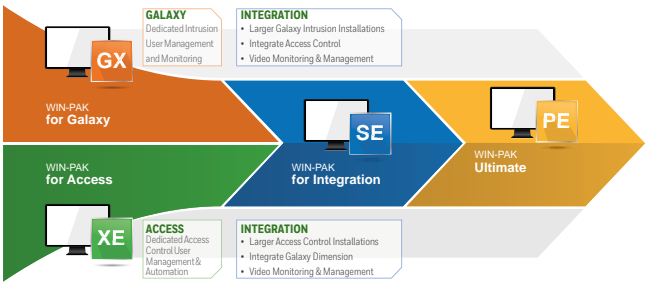 GALAXY
Dedicated Intrusion
User Management
and Monitoring
INTEGRATION
• Larger Galaxy Intrusion Installations
• Integrate Access Control
• Video Monitoring & Management
GX
WIN-PAK
for Galaxy
SE
WIN-PAK
for Integration
PE
WIN-PAK
Ultimate
WIN-PAK
for Access
XE
ACCESS
Dedicated Access
Control User
Management &
Automation
INTEGRATION
• Larger Access Control Installations
• Integrate Galaxy Dimension
• Video Monitoring & Management